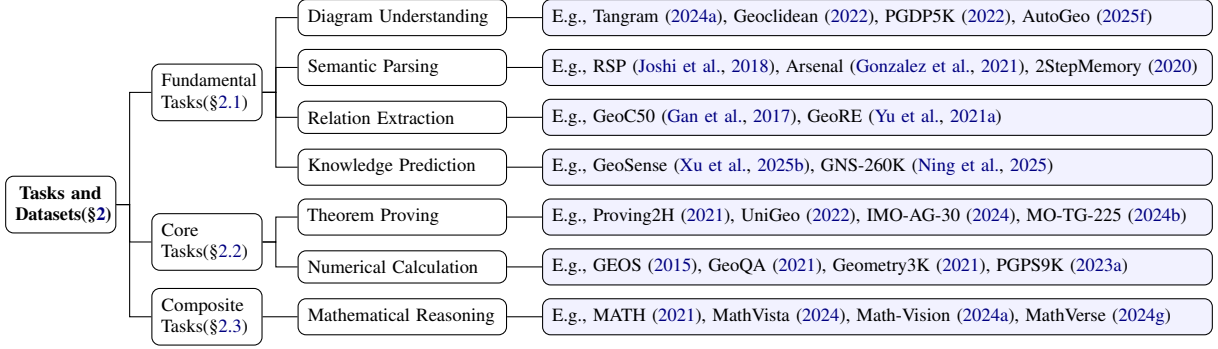 Tasks and
Datasets(§2)
Fundamental
Tasks(§2.1)
Diagram Understanding
E.g., Tangram (2024a), Geoclidean (2022), PGDP5K (2022), AutoGeo (2025f)
Semantic Parsing
E.g., RSP (Joshi et al., 2018), Arsenal (Gonzalez et al., 2021), 2StepMemory (2020)
Relation Extraction
E.g., GeoC50 (Gan et al., 2017), GeoRE (Yu et al., 2021a)
Knowledge Prediction
E.g., GeoSense (Xu et al., 2025b), GNS-260K (Ning et al., 2025)
Core
Tasks(§2.2)
Theorem Proving
E.g., Proving2H (2021), UniGeo (2022), IMO-AG-30 (2024), MO-TG-225 (2024b)
Numerical Calculation
E.g., GEOS (2015), GeoQA (2021), Geometry3K (2021), PGPS9K (2023a)
Composite
Tasks(§2.3)
Mathematical Reasoning
E.g., MATH (2021), MathVista (2024), Math-Vision (2024a), MathVerse (2024g)